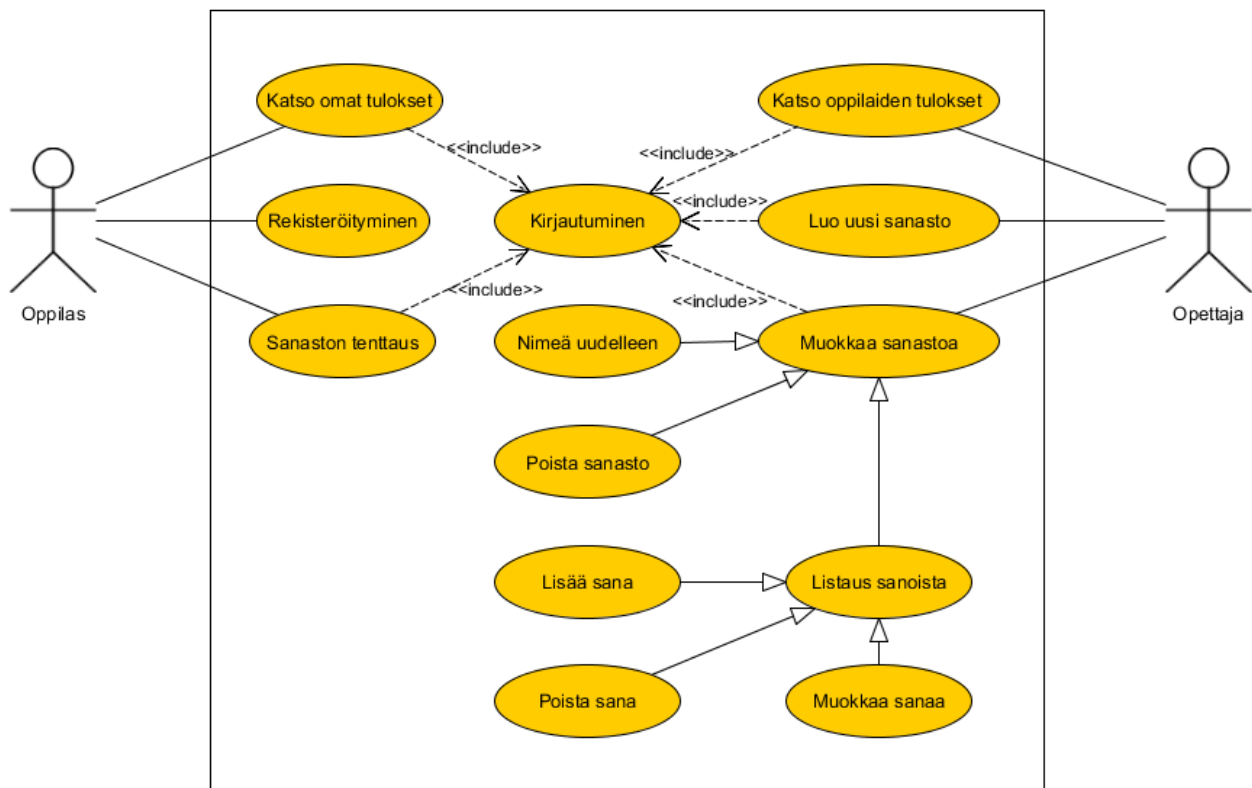 Katso omat tulokset
Katso oppilaiden tulokset
<<include>>
<<include>>
<<include>>
Rekisteröityminen
Kirjautuminen
Luo uusi sanasto
<<include>>
<<include>>
Oppilas
Opettaja
Sanaston tenttaus
Nimeä uudelleen
Muokkaa sanastoa
Poista sanasto
Lisää sana
Listaus sanoista
Poista sana
Muokkaa sanaa